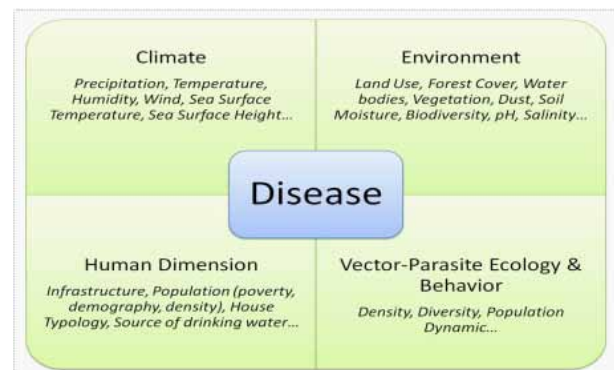 Climate
Precipitation, Temperature,
Humidity, Wind, Sea Surface
Temperature, Sea Surface Height...
Environment
Land Use, Forest Cover, Water
bodies, Vegetation, Dust, Soil
Moisture, Biodiversity, pH, Salinity...
Disease
Human Dimension
Infrastructure, Population (poverty,
demography, density), House
Typology, Source of drinking water...
Vector-Parasite Ecology &
Behavior
Density, Diversity, Population
Dynamic...